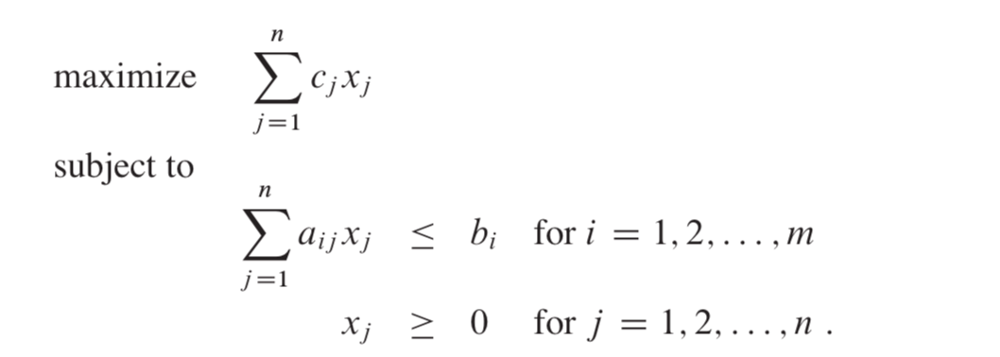 maximize ∑_{j=1}^{n} c_j x_j
subject to
∑_{j=1}^{n} a_{ij} x_j ≤ b_i for i = 1, 2, . . . , m
x_j ≥ 0 for j = 1, 2, . . . , n .